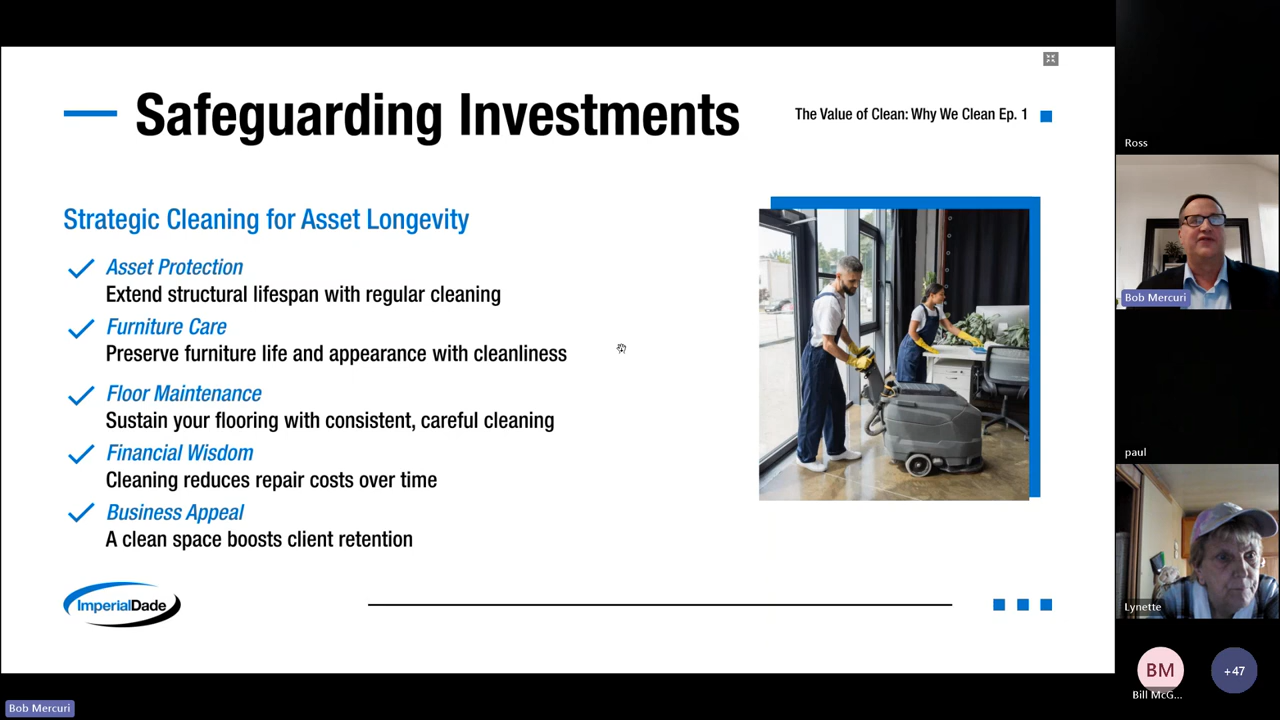 Safeguarding Investments
The Value of Clean: Why We Clean Ep. 1
Strategic Cleaning for Asset Longevity
Asset Protection
Extend structural lifespan with regular cleaning
Furniture Care
Preserve furniture life and appearance with cleanliness
Floor Maintenance
Sustain your flooring with consistent, careful cleaning
Financial Wisdom
Cleaning reduces repair costs over time
Business Appeal
A clean space boosts client retention
ImperialDade
Ross
Bob Mercuri
paul
Lynette
BM
+47
Bill McG...
Bob Mercuri